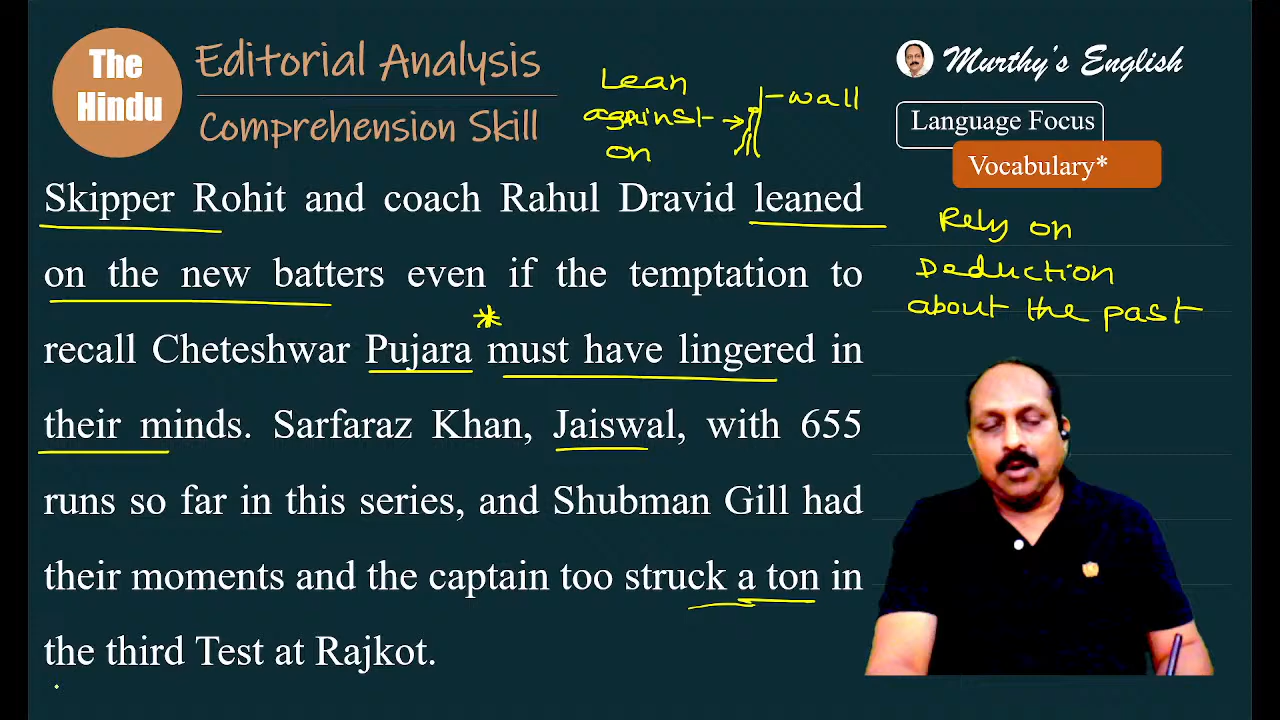 The
Hindu
Editorial Analysis
Comprehension Skill
Lean
against
on
wall
Murthy's English
Language Focus
Vocabulary*
Skipper Rohit and coach Rahul Dravid leaned
on the new batters even if the temptation to
recall Cheteshwar Pujara * must have lingered in
their minds. Sarfaraz Khan, Jaiswal, with 655
runs so far in this series, and Shubman Gill had
their moments and the captain too struck a ton in
the third Test at Rajkot.
Rely on
Deduction
about the past